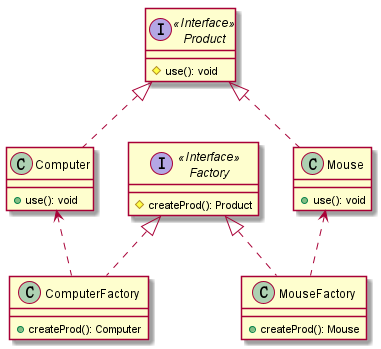 I «Interface»
Product
use(): void
C Computer
use(): void
I «Interface»
Factory
createProd(): Product
C Mouse
use(): void
C ComputerFactory
createProd(): Computer
C MouseFactory
createProd(): Mouse